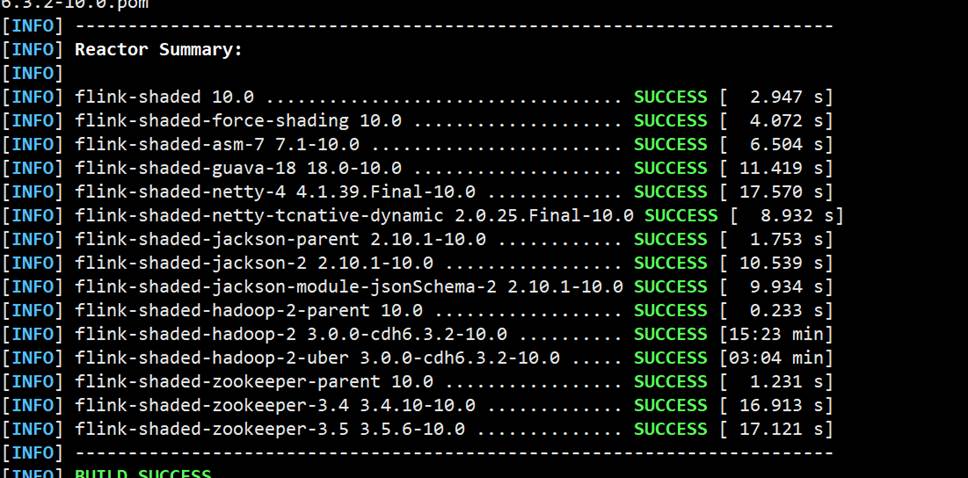 6.3.2-10.0.pom
[INFO] ------------------------------------------------------------------------
[INFO] Reactor Summary:
[INFO]
[INFO] flink-shaded 10.0 .................................. SUCCESS [  2.947 s]
[INFO] flink-shaded-force-shading 10.0 .................... SUCCESS [  4.072 s]
[INFO] flink-shaded-asm-7 7.1-10.0 ........................ SUCCESS [  6.504 s]
[INFO] flink-shaded-guava-18 18.0-10.0 .................... SUCCESS [ 11.419 s]
[INFO] flink-shaded-netty-4 4.1.39.Final-10.0 ............. SUCCESS [ 17.570 s]
[INFO] flink-shaded-netty-tcnative-dynamic 2.0.25.Final-10.0 SUCCESS [  8.932 s]
[INFO] flink-shaded-jackson-parent 2.10.1-10.0 ............ SUCCESS [  1.753 s]
[INFO] flink-shaded-jackson-2 2.10.1-10.0 ................. SUCCESS [ 10.539 s]
[INFO] flink-shaded-jackson-module-jsonSchema-2 2.10.1-10.0 SUCCESS [  9.934 s]
[INFO] flink-shaded-hadoop-2-parent 10.0 .................. SUCCESS [  0.233 s]
[INFO] flink-shaded-hadoop-2 3.0.0-cdh6.3.2-10.0 .......... SUCCESS [15:23 min]
[INFO] flink-shaded-hadoop-2-uber 3.0.0-cdh6.3.2-10.0 ..... SUCCESS [03:04 min]
[INFO] flink-shaded-zookeeper-parent 10.0 ................. SUCCESS [  1.231 s]
[INFO] flink-shaded-zookeeper-3.4 3.4.10-10.0 ............. SUCCESS [ 16.913 s]
[INFO] flink-shaded-zookeeper-3.5 3.5.6-10.0 .............. SUCCESS [ 17.121 s]
[INFO] ------------------------------------------------------------------------
[INFO] BUILD SUCCESS